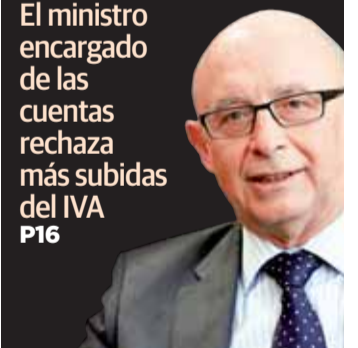 El ministro
encargado
de las
cuentas
rechaza
más subidas
del IVA
P16